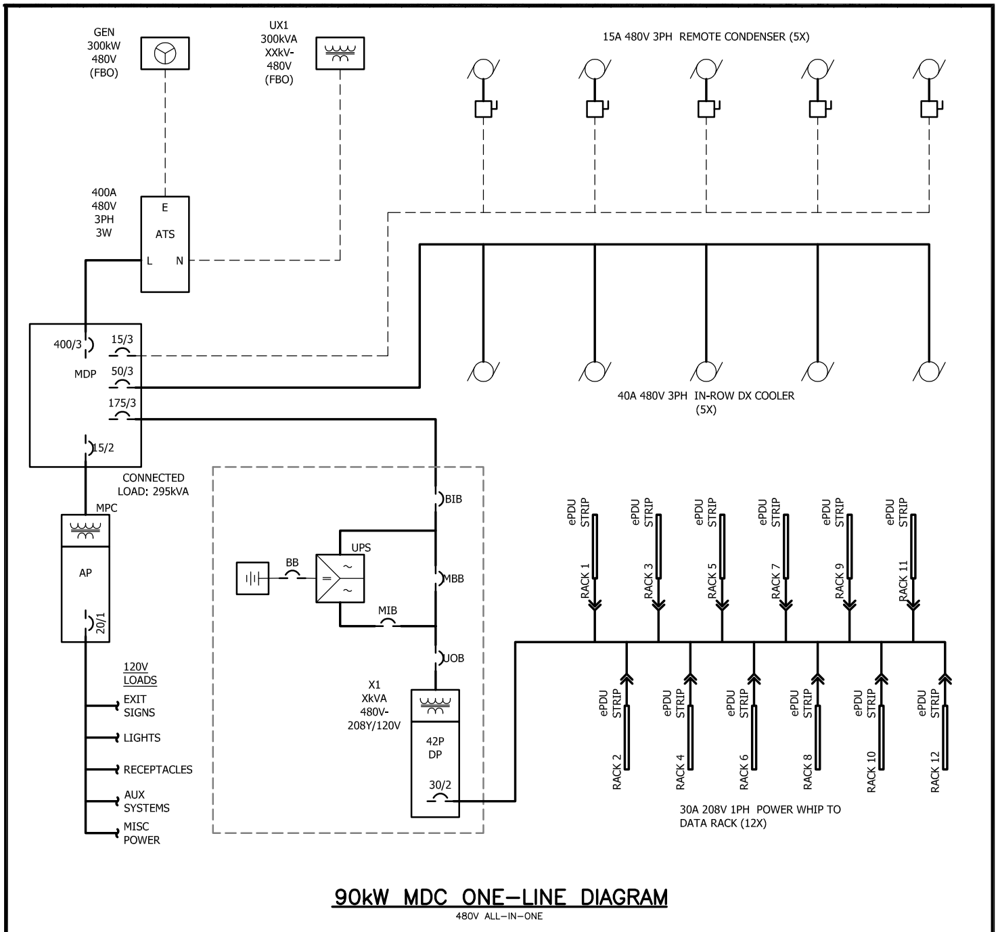 GEN
300kW
480V
(FBO)
UX1
300kVA
XXkV-
480V
(FBO)
15A 480V 3PH REMOTE CONDENSER (5X)
400A
480V
3PH
3W
E
ATS
L N
400/3
15/3
MDP
50/3
175/3
15/2
40A 480V 3PH IN-ROW DX COOLER
(5X)
CONNECTED
LOAD: 295kVA
MPC
AP
20/1
120V
LOADS
EXIT
SIGNS
LIGHTS
RECEPTACLES
AUX
SYSTEMS
MISC
POWER
BIB
UPS
BB
MBB
MIB
UOB
X1
XkVA
480V-
208Y/120V
42P
DP
30/2
ePDU
STRIP
RACK 1
ePDU
STRIP
RACK 3
ePDU
STRIP
RACK 5
ePDU
STRIP
RACK 7
ePDU
STRIP
RACK 9
ePDU
STRIP
RACK 11
ePDU
STRIP
RACK 2
ePDU
STRIP
RACK 4
ePDU
STRIP
RACK 6
ePDU
STRIP
RACK 8
ePDU
STRIP
RACK 10
ePDU
STRIP
RACK 12
30A 208V 1PH POWER WHIP TO
DATA RACK (12X)
90kW MDC ONE-LINE DIAGRAM
480V ALL-IN-ONE